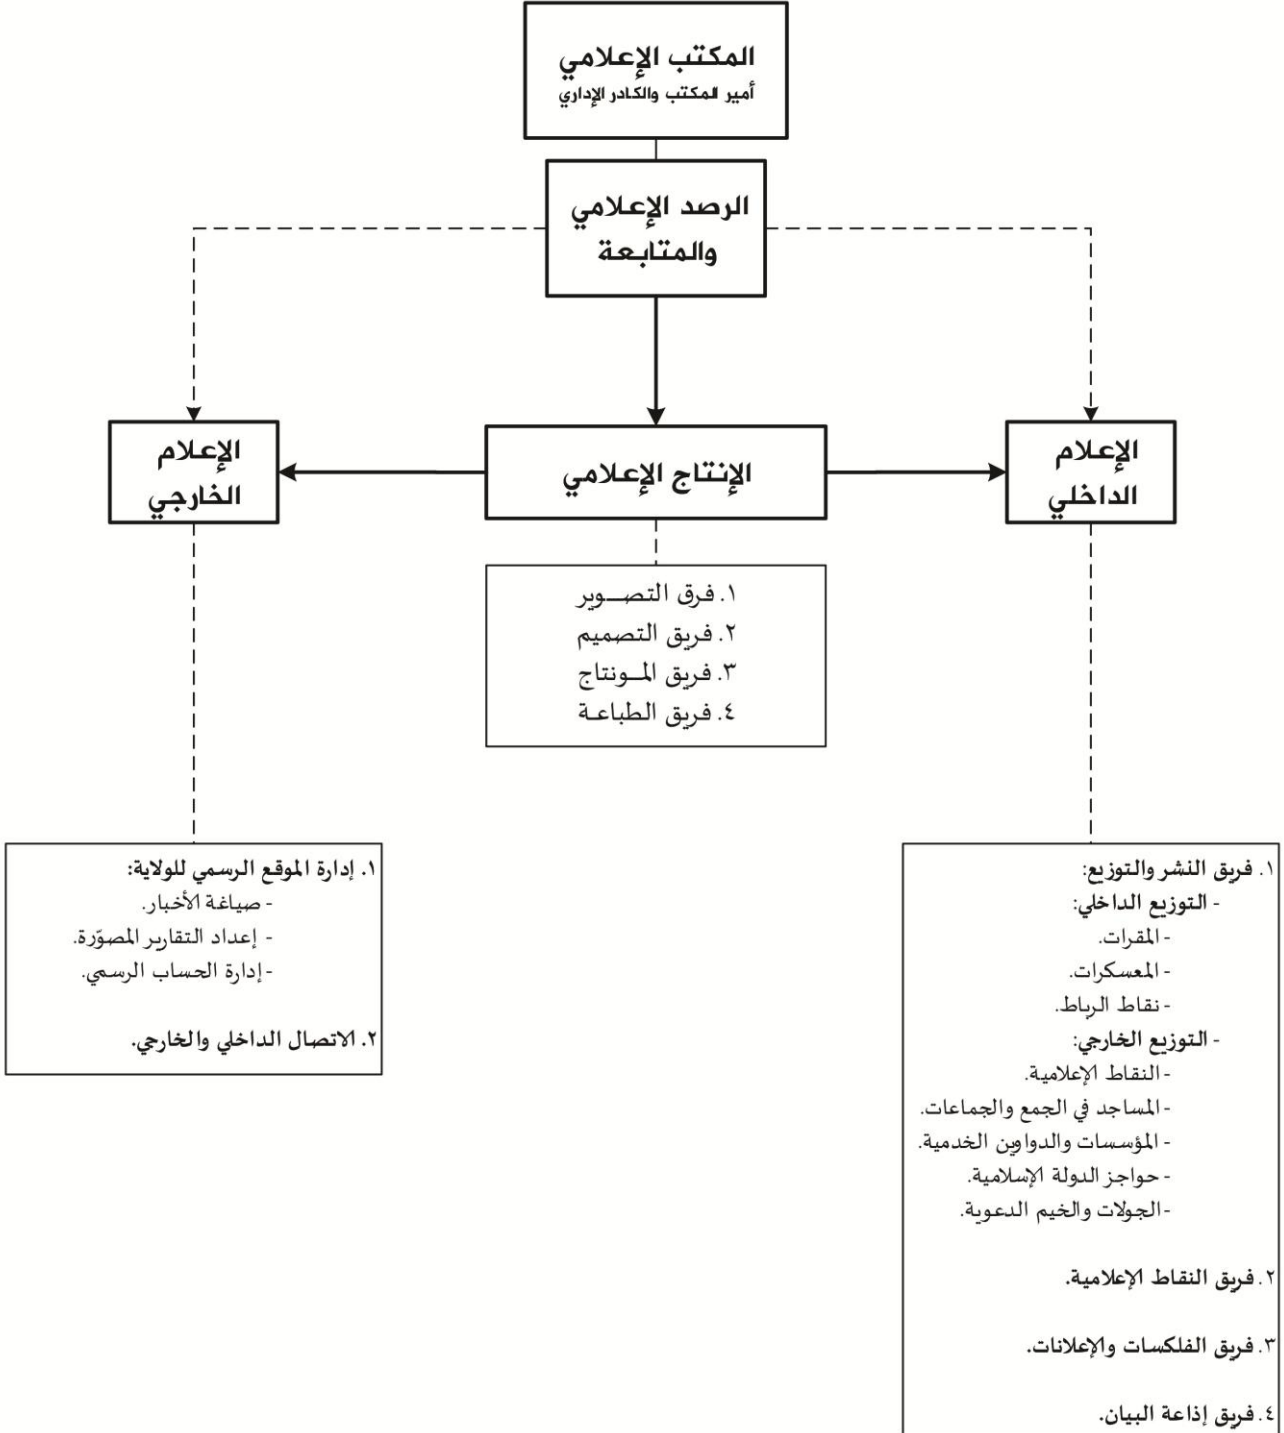 المكتب الإعلامي
أمير المكتب والكادر الإداري
الرصد الإعلامي
والمتابعة
الإعلام
الداخلي
الإنتاج الإعلامي
الإعلام
الخارجي
١. فرق التصـــوير
٢. فريق التصميم
٣. فريق المــونتاج
٤. فريق الطباعـة
١. فريق النشر والتوزيع:
- التوزيع الداخلي:
- المقرات.
- المعسكرات.
- نقاط الرباط.
- التوزيع الخارجي:
- النقاط الإعلامية.
- المساجد في الجمع والجماعات.
- المؤسسات والدواوين الخدمية.
- حواجز الدولة الإسلامية.
- الجولات والخيم الدعوية.
٢. فريق النقاط الإعلامية.
٣. فريق الفلكسات والإعلانات.
٤. فريق إذاعة البيان.
١. إدارة الموقع الرسمي للولاية:
- صياغة الأخبار.
- إعداد التقارير المصوّرة.
- إدارة الحساب الرسمي.
٢. الاتصال الداخلي والخارجي.